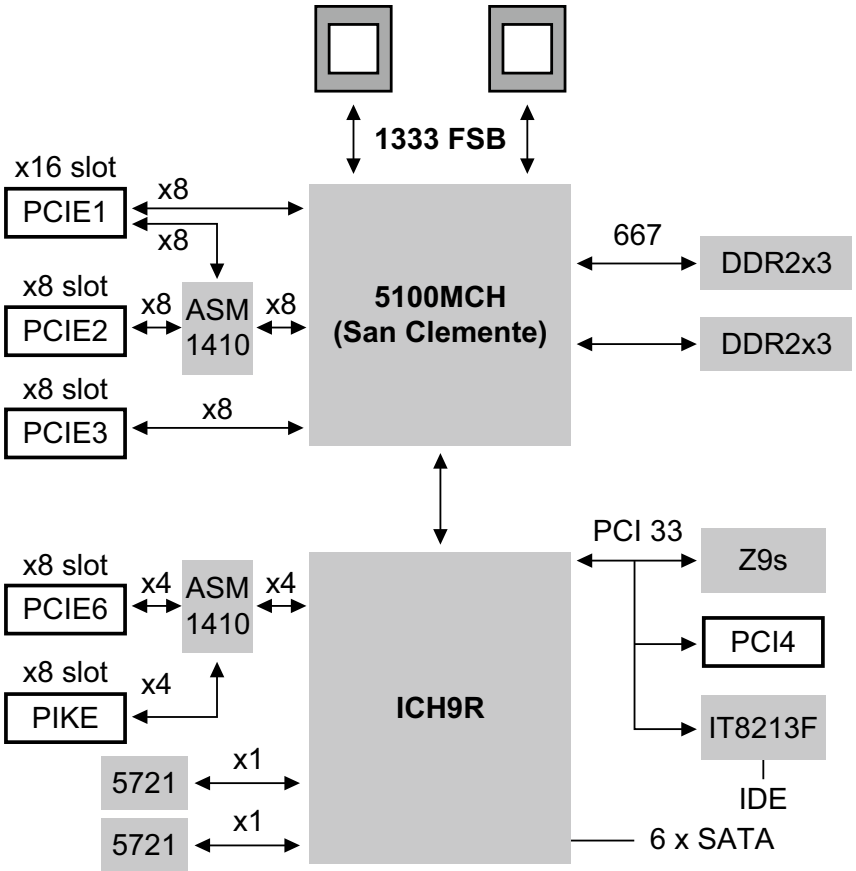 1333 FSB
x16 slot
PCIE1
x8
x8
x8 slot
PCIE2
x8
ASM
1410
x8
x8 slot
PCIE3
x8
5100MCH
(San Clemente)
667
DDR2x3
DDR2x3
x8 slot
PCIE6
x4
ASM
1410
x4
x8 slot
PIKE
x4
5721
x1
5721
x1
ICH9R
PCI 33
Z9s
PCI4
IT8213F
IDE
6 x SATA